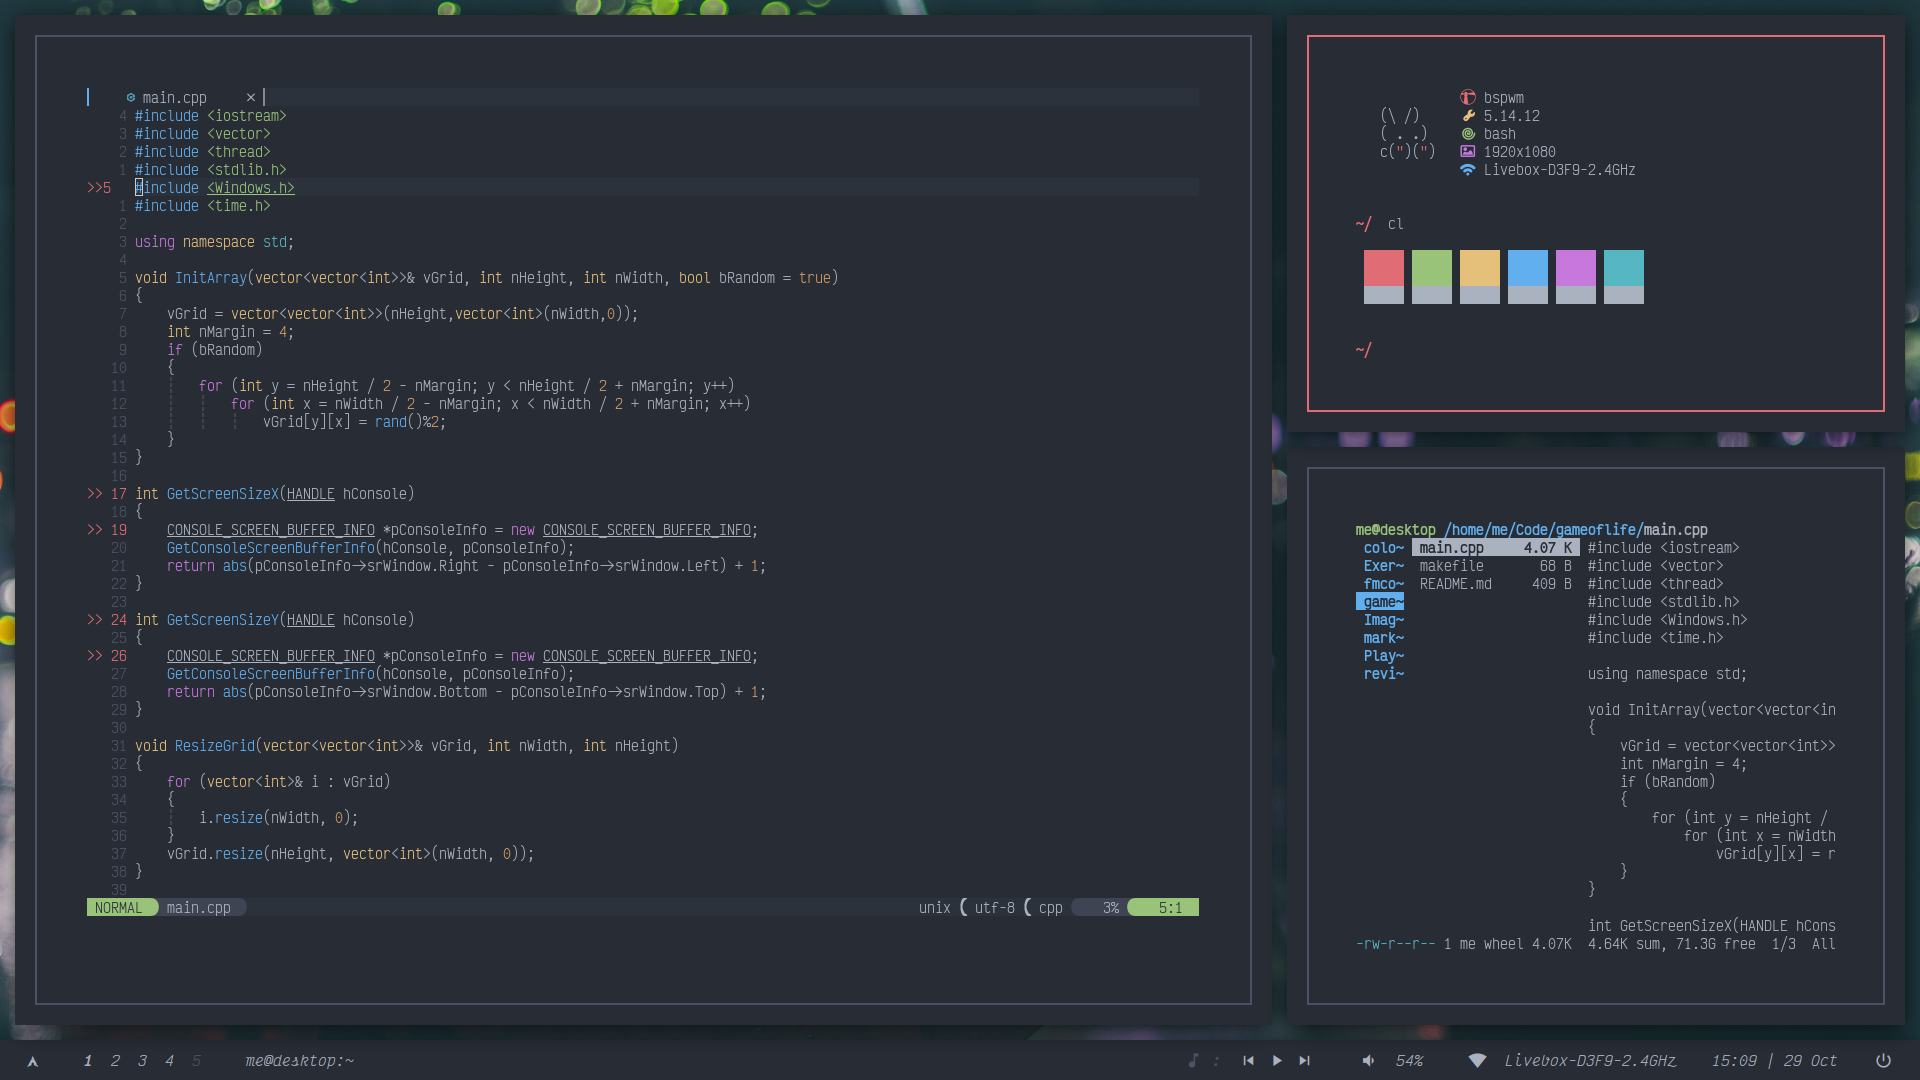 main.cpp ×
4 #include <iostream>
3 #include <vector>
2 #include <thread>
1 #include <stdlib.h>
>>5 #include <Windows.h>
1 #include <time.h>
2
3 using namespace std;
4
5 void InitArray(vector<vector<int>>& vGrid, int nHeight, int nWidth, bool bRandom = true)
6 {
7 vGrid = vector<vector<int>>(nHeight,vector<int>(nWidth,0));
8 int nMargin = 4;
9 if (bRandom)
10 {
11 for (int y = nHeight / 2 - nMargin; y < nHeight / 2 + nMargin; y++)
12 for (int x = nWidth / 2 - nMargin; x < nWidth / 2 + nMargin; x++)
13 vGrid[y][x] = rand()%2;
14 }
15 }
16
>> 17 int GetScreenSizeX(HANDLE hConsole)
18 {
>> 19 CONSOLE_SCREEN_BUFFER_INFO *pConsoleInfo = new CONSOLE_SCREEN_BUFFER_INFO;
20 GetConsoleScreenBufferInfo(hConsole, pConsoleInfo);
21 return abs(pConsoleInfo->srWindow.Right - pConsoleInfo->srWindow.Left) + 1;
22 }
23
>> 24 int GetScreenSizeY(HANDLE hConsole)
25 {
>> 26 CONSOLE_SCREEN_BUFFER_INFO *pConsoleInfo = new CONSOLE_SCREEN_BUFFER_INFO;
27 GetConsoleScreenBufferInfo(hConsole, pConsoleInfo);
28 return abs(pConsoleInfo->srWindow.Bottom - pConsoleInfo->srWindow.Top) + 1;
29 }
30
31 void ResizeGrid(vector<vector<int>>& vGrid, int nWidth, int nHeight)
32 {
33 for (vector<int>& i : vGrid)
34 {
35 i.resize(nWidth, 0);
36 }
37 vGrid.resize(nHeight, vector<int>(nWidth, 0));
38 }
39
NORMAL main.cpp unix ( utf-8 ( cpp 3% 5:1
bspwm
(\ /) 5.14.12
( . .) bash
c(")(") 1920x1080
Livebox-D3F9-2.4GHz
~/ cl
~/
me@desktop /home/me/Code/gameoflife/main.cpp
colo~ main.cpp 4.07 K #include <iostream>
Exer~ makefile 68 B #include <vector>
fmco~ README.md 409 B #include <thread>
game~ #include <stdlib.h>
Imag~ #include <Windows.h>
mark~ #include <time.h>
Play~
revi~ using namespace std;
void InitArray(vector<vector<in
{
vGrid = vector<vector<int>>
int nMargin = 4;
if (bRandom)
{
for (int y = nHeight /
for (int x = nWidth
vGrid[y][x] = r
}
}
int GetScreenSizeX(HANDLE hCons
-rw-r--r-- 1 me wheel 4.07K 4.64K sum, 71.3G free 1/3 All
1 2 3 4 5 me@desktop:~ : 54% Livebox-D3F9-2.4GHz 15:09 | 29 Oct